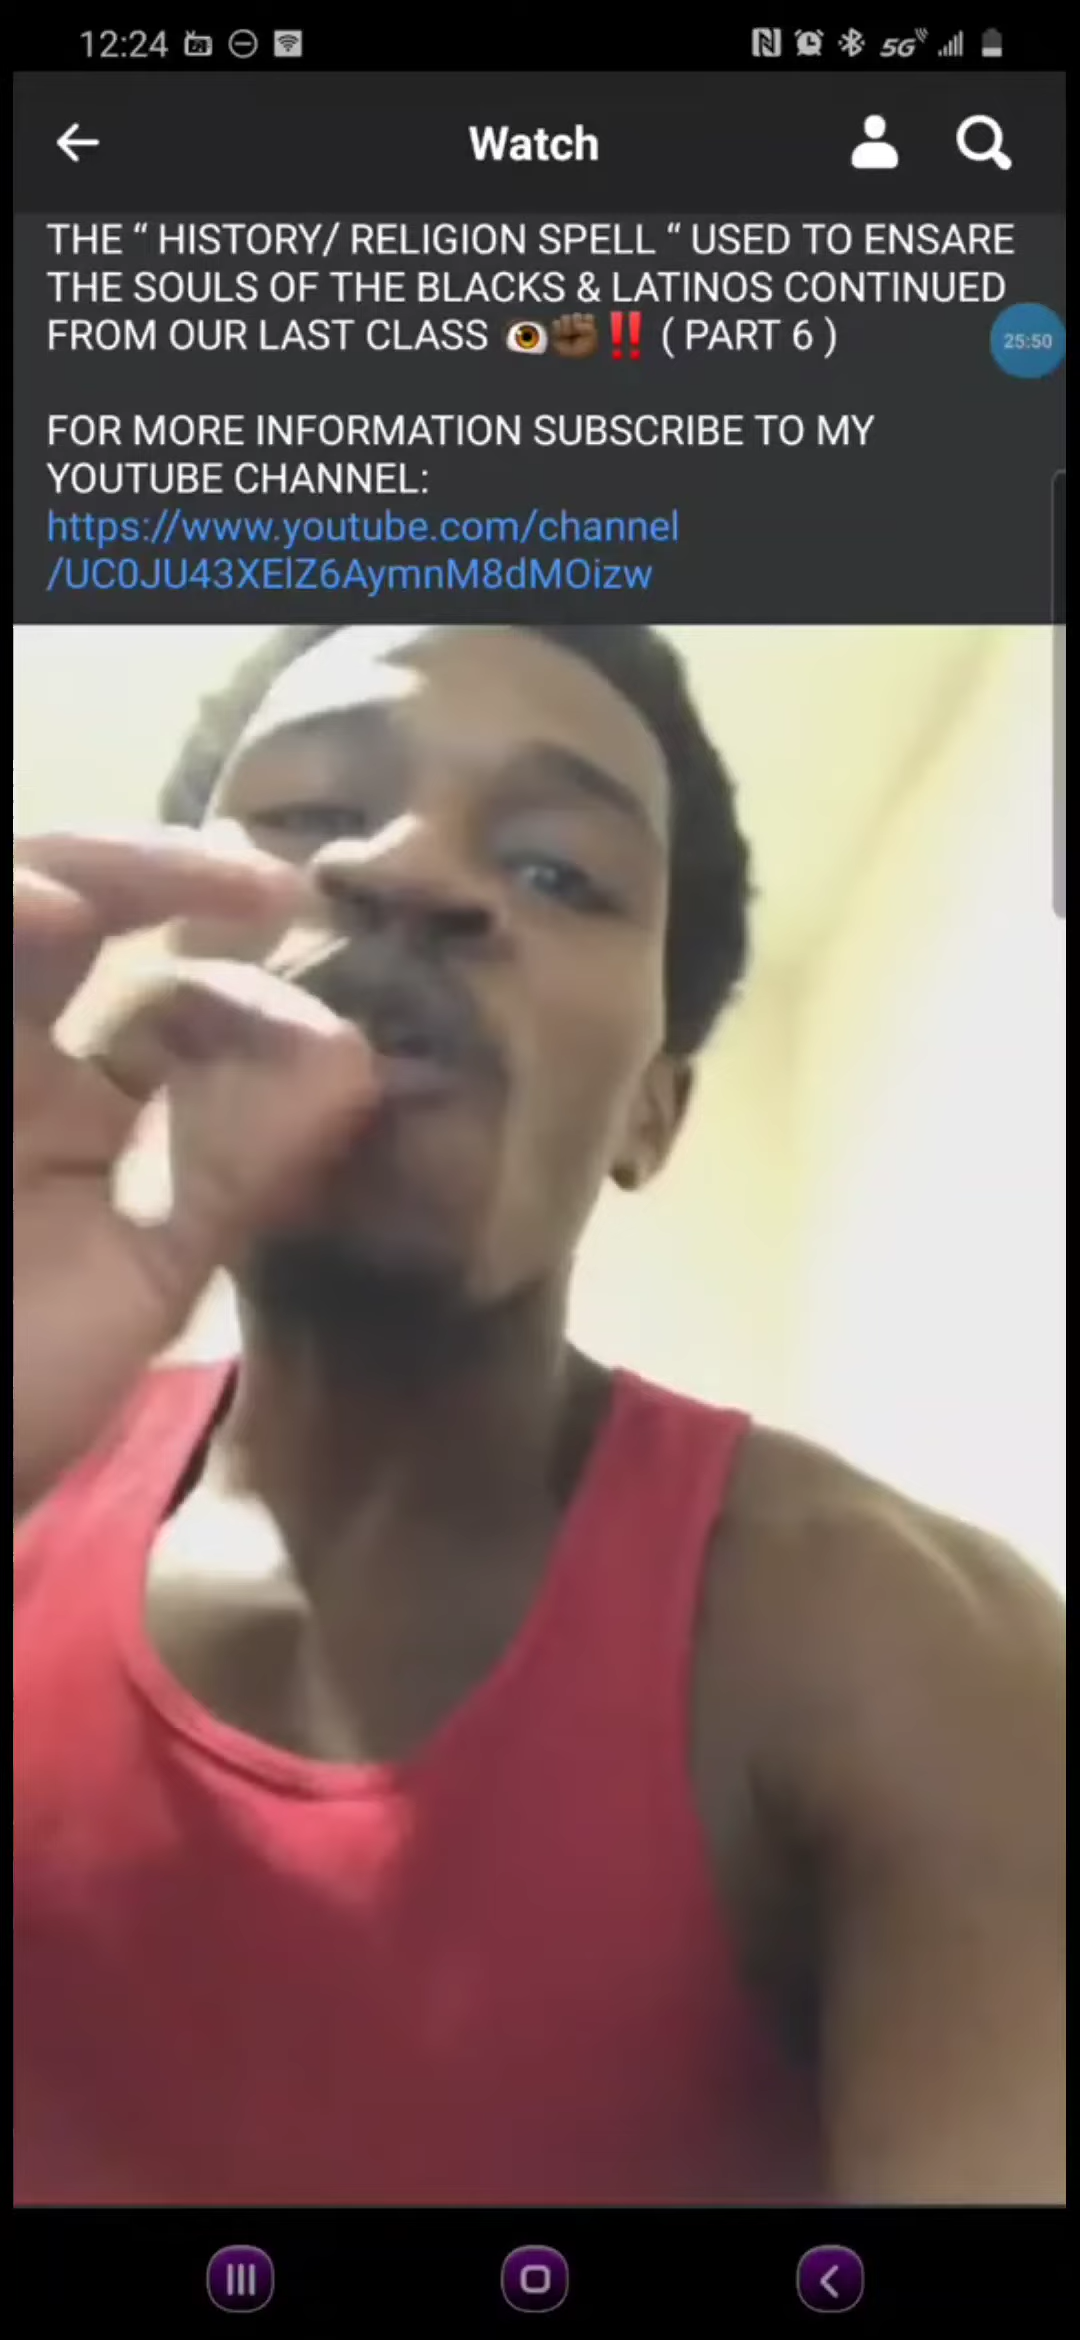 12:24
5G
Watch
THE “ HISTORY/ RELIGION SPELL “ USED TO ENSARE
THE SOULS OF THE BLACKS & LATINOS CONTINUED
FROM OUR LAST CLASS 👁️✊🏾‼️ ( PART 6 )
25:50
FOR MORE INFORMATION SUBSCRIBE TO MY
YOUTUBE CHANNEL:
https://www.youtube.com/channel
/UC0JU43XElZ6AymnM8dMOizw